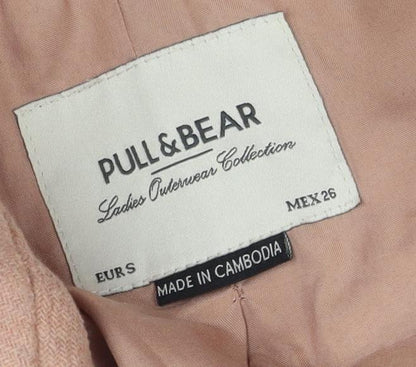 PULL&BEAR
Ladies Outerwear Collection
EUR S
MEX 26
MADE IN CAMBODIA